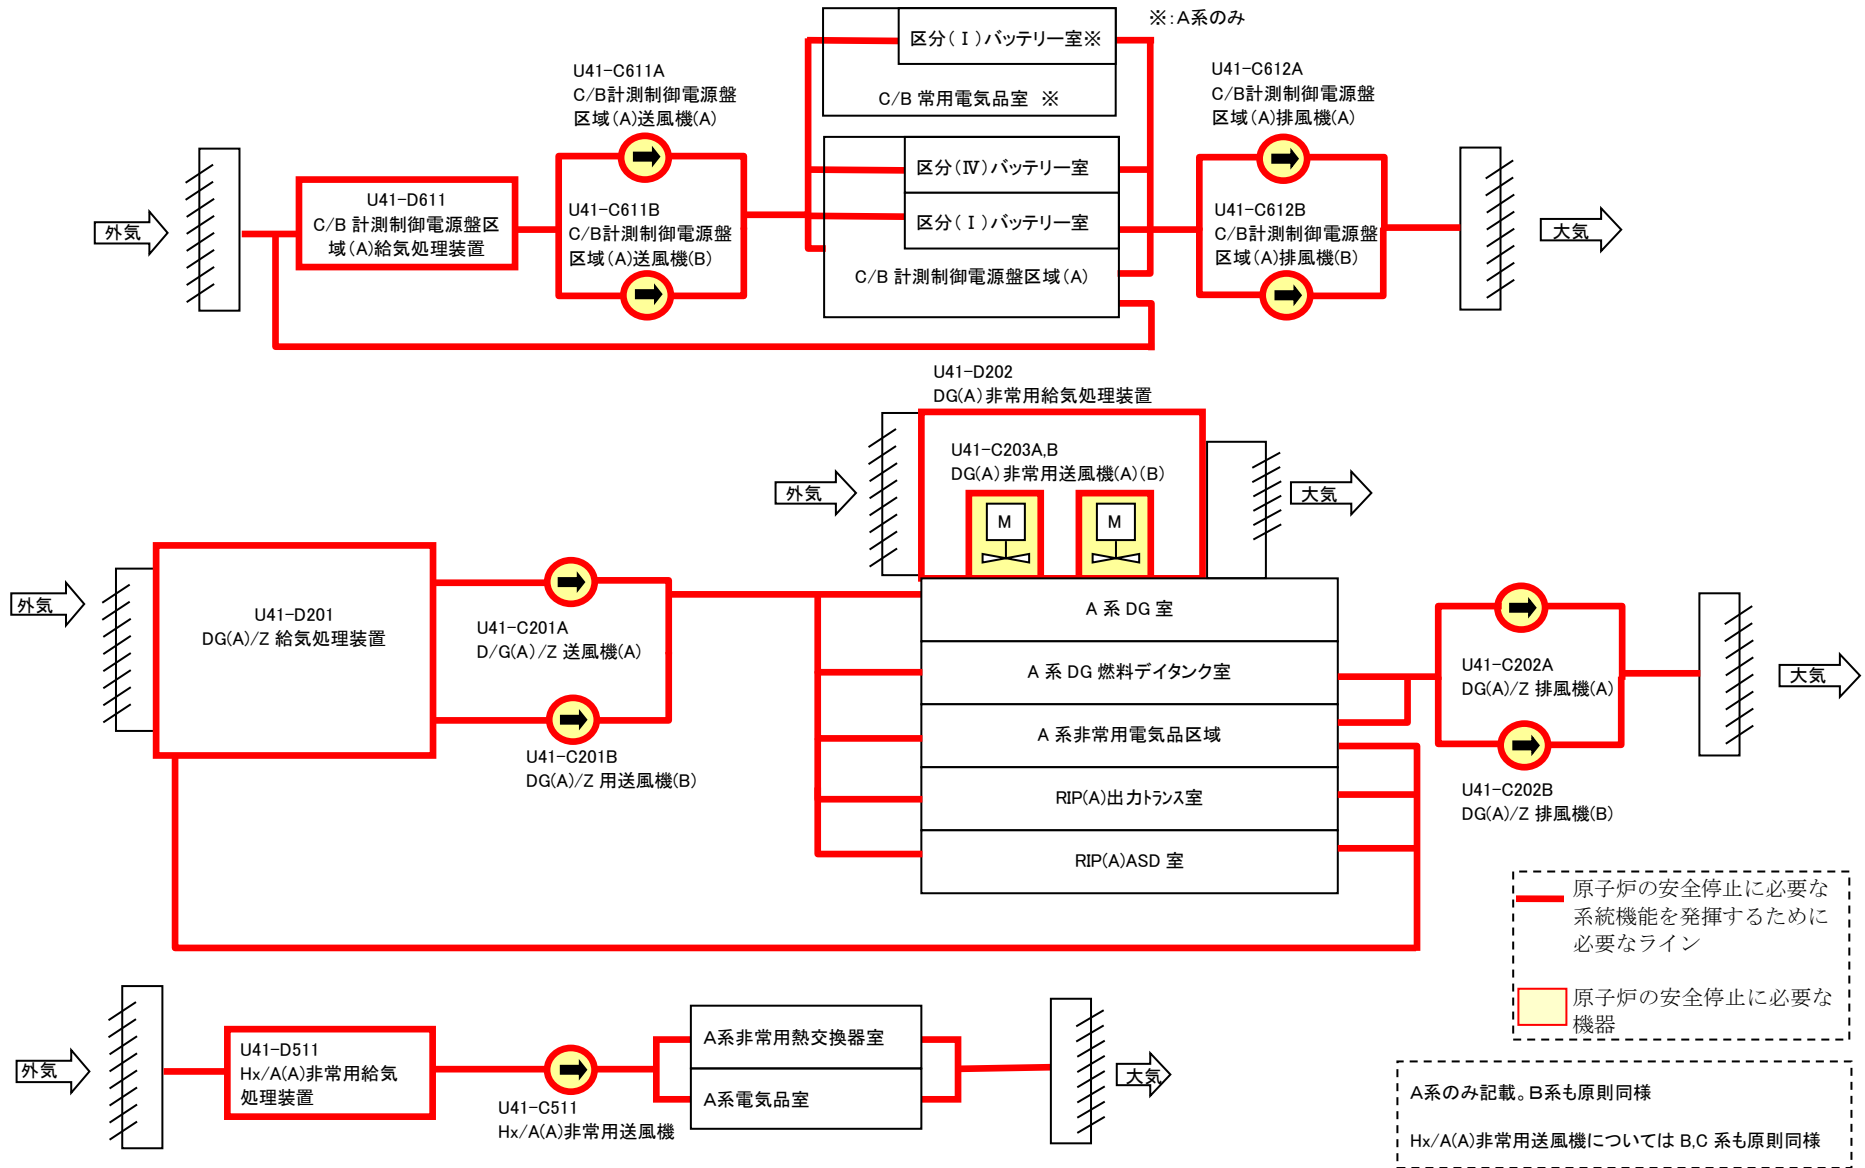 ※：A系のみ
区分（Ⅰ）バッテリー室※
C/B 常用電気品室 ※
U41-C611A
C/B計測制御電源盤
区域（A)送風機(A)
U41-C612A
C/B計測制御電源盤
区域（A)排風機(A)
区分（Ⅳ）バッテリー室
区分（Ⅰ）バッテリー室
C/B 計測制御電源盤区域（A）
外気
U41-D611
C/B 計測制御電源盤区
域（A）給気処理装置
U41-C611B
C/B計測制御電源盤
区域（A)送風機(B)
U41-C612B
C/B計測制御電源盤
区域（A)排風機(B)
大気
U41-D202
DG(A)非常用給気処理装置
U41-C203A,B
DG(A)非常用送風機(A)(B)
外気
M
M
大気
外気
U41-D201
DG(A)/Z 給気処理装置
U41-C201A
D/G(A)/Z 送風機(A)
U41-C201B
DG(A)/Z 用送風機(B)
A 系 DG 室
A 系 DG 燃料デイタンク室
A 系非常用電気品区域
RIP(A)出力トランス室
RIP(A)ASD 室
U41-C202A
DG(A)/Z 排風機(A)
U41-C202B
DG(A)/Z 排風機(B)
大気
原子炉の安全停止に必要な
系統機能を発揮するために
必要なライン
原子炉の安全停止に必要な
機器
外気
U41-D511
Hx/A(A)非常用給気
処理装置
U41-C511
Hx/A(A)非常用送風機
A系非常用熱交換器室
A系電気品室
大気
A系のみ記載。B系も原則同様
Hx/A(A)非常用送風機については B,C 系も原則同様